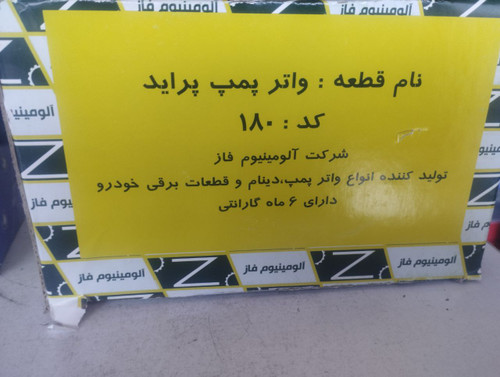 آلومینیوم فاز
نام قطعه : واتر پمپ پراید
کد : ۱۸۰
شرکت آلومینیوم فاز
تولید کننده انواع واتر پمپ،دینام و قطعات برقی خودرو
دارای ۶ ماه گارانتی
آلومینیوم فاز
آلومینیوم فاز
آلومینیوم فاز